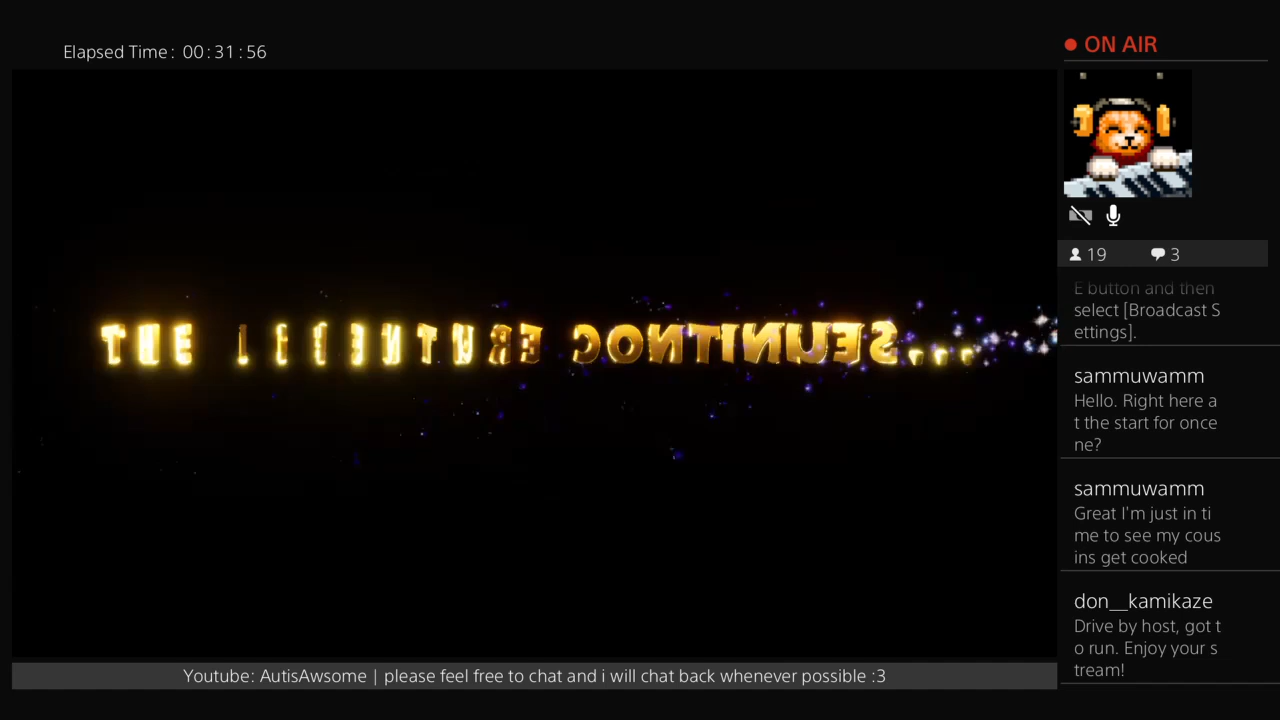 Elapsed Time: 00:31:56
ON AIR
19
3
THE ADVENTURE CONTINUES...
E button and then
select [Broadcast S
ettings].
sammuwamm
Hello. Right here a
t the start for once
ne?
sammuwamm
Great I'm just in ti
me to see my cous
ins get cooked
don__kamikaze
Drive by host, got t
o run. Enjoy your s
tream!
Youtube: AutisAwsome | please feel free to chat and i will chat back whenever possible :3